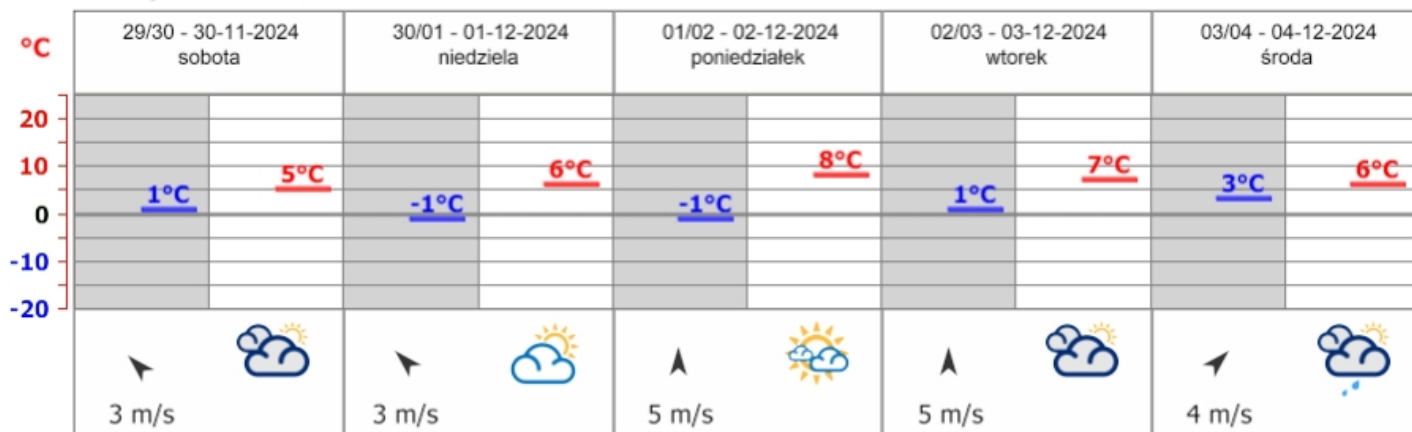 °C
29/30 - 30-11-2024
sobota
30/01 - 01-12-2024
niedziela
01/02 - 02-12-2024
poniedziałek
02/03 - 03-12-2024
wtorek
03/04 - 04-12-2024
środa
20
10
0
-10
-20
1°C
5°C
-1°C
6°C
-1°C
8°C
1°C
7°C
3°C
6°C
3 m/s
3 m/s
5 m/s
5 m/s
4 m/s